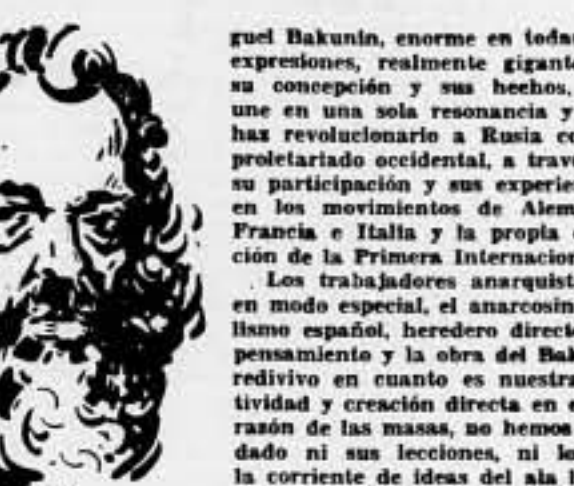 guel Bakunin, enorme en todas
expresiones, realmente gigant
su concepción y sus hechos,
une en una sola resonancia y
haz revolucionario a Rusia co
proletariado occidental, a trav
su participación y sus experie
en los movimientos de Alem
Francia e Italia y la propia
ción de la Primera Internacion
Los trabajadores anarquist
en modo especial, el anarcosin
lismo español, heredero direct
pensamiento y la obra del Bak
redivivo en cuanto es nuestra
tividad y creación directa en e
razón de las masas, no hemos
dado ni sus lecciones, ni lo
la corriente de ideas del ala i